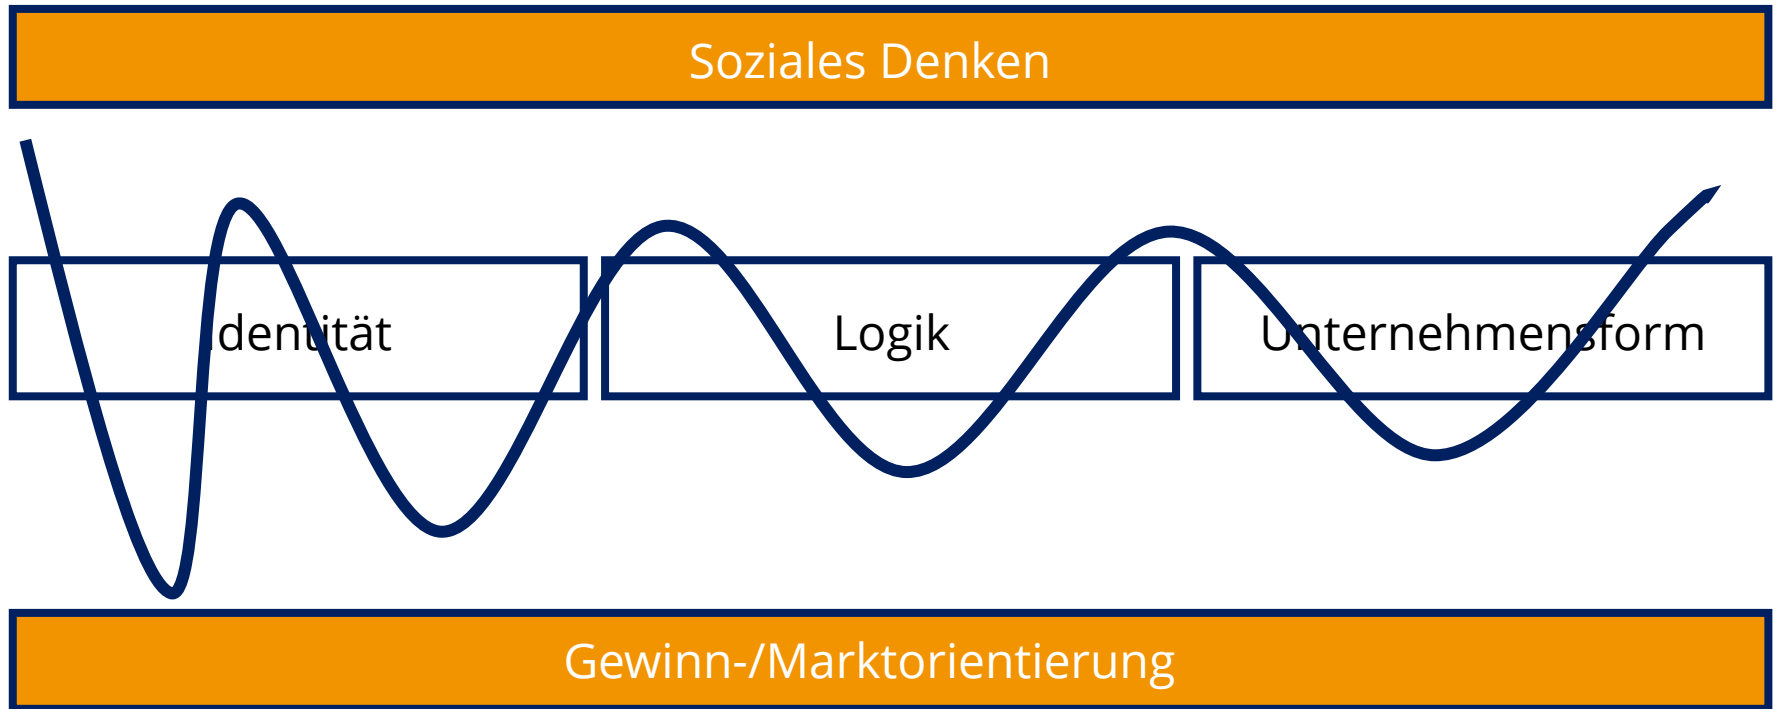 Soziales Denken
Identität
Logik
Unternehmensform
Gewinn-/Marktorientierung